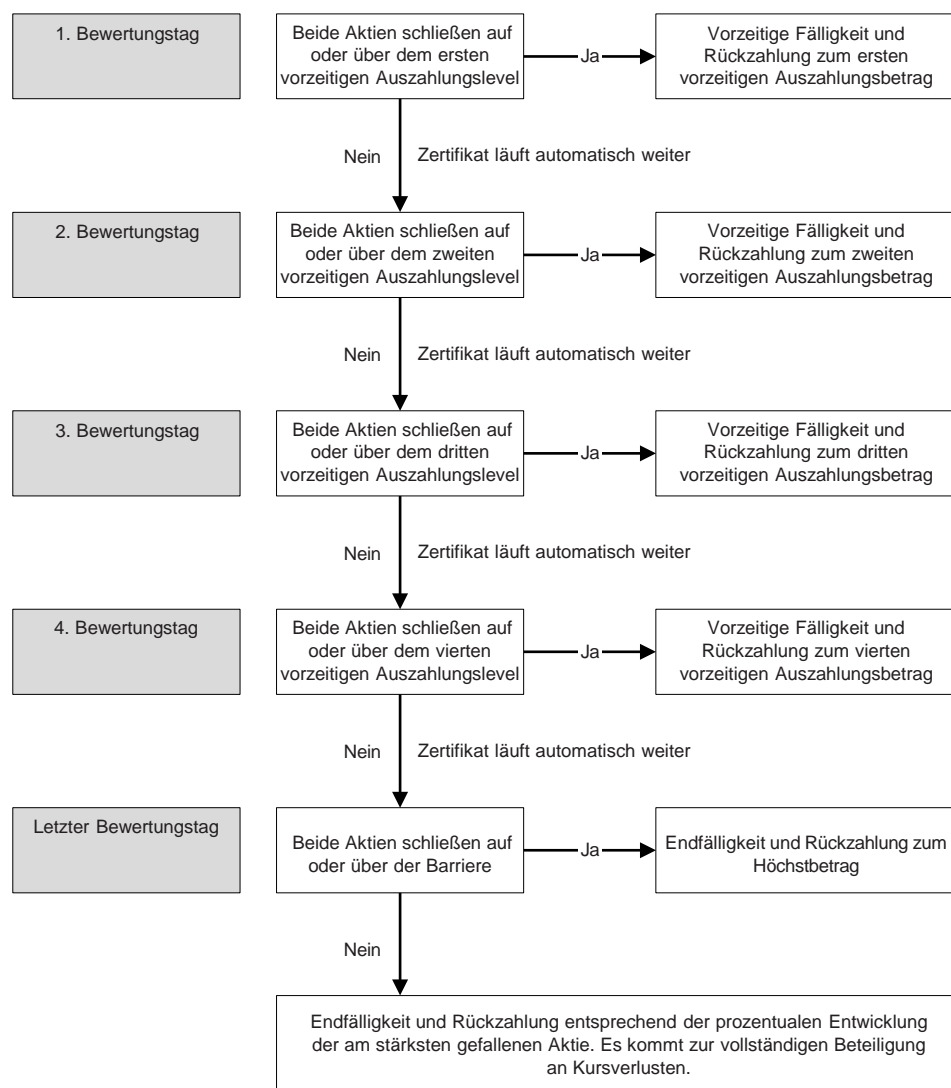 1. Bewertungstag
Beide Aktien schließen auf
oder über dem ersten
vorzeitigen Auszahlungslevel
Ja
Vorzeitige Fälligkeit und
Rückzahlung zum ersten
vorzeitigen Auszahlungsbetrag
Nein
Zertifikat läuft automatisch weiter
2. Bewertungstag
Beide Aktien schließen auf
oder über dem zweiten
vorzeitigen Auszahlungslevel
Ja
Vorzeitige Fälligkeit und
Rückzahlung zum zweiten
vorzeitigen Auszahlungsbetrag
Nein
Zertifikat läuft automatisch weiter
3. Bewertungstag
Beide Aktien schließen auf
oder über dem dritten
vorzeitigen Auszahlungslevel
Ja
Vorzeitige Fälligkeit und
Rückzahlung zum dritten
vorzeitigen Auszahlungsbetrag
Nein
Zertifikat läuft automatisch weiter
4. Bewertungstag
Beide Aktien schließen auf
oder über dem vierten
vorzeitigen Auszahlungslevel
Ja
Vorzeitige Fälligkeit und
Rückzahlung zum vierten
vorzeitigen Auszahlungsbetrag
Nein
Zertifikat läuft automatisch weiter
Letzter Bewertungstag
Beide Aktien schließen auf
oder über der Barriere
Ja
Endfälligkeit und Rückzahlung zum
Höchstbetrag
Nein
Endfälligkeit und Rückzahlung entsprechend der prozentualen Entwicklung
der am stärksten gefallenen Aktie. Es kommt zur vollständigen Beteiligung
an Kursverlusten.